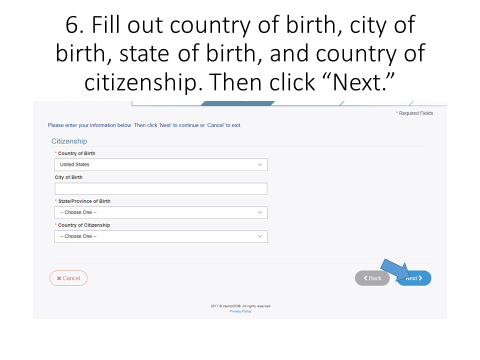 6. Fill out country of birth, city of
birth, state of birth, and country of
citizenship. Then click “Next.”
* Required Fields
Please enter your information below. Then click 'Next' to continue or 'Cancel' to exit.
Citizenship
* Country of Birth
United States
City of Birth
* State/Province of Birth
-- Choose One --
* Country of Citizenship
-- Choose One --
Cancel
Back
Next
2017 © IdentoGO®. All rights reserved.
Privacy Policy